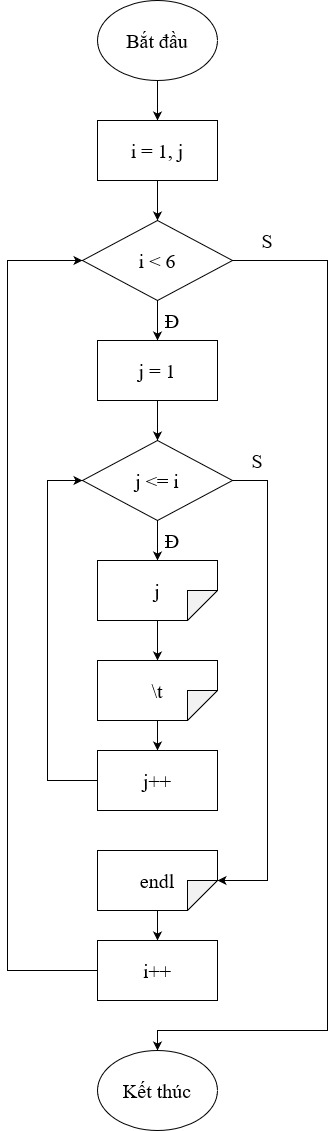 Bắt đầu
i = 1, j
i < 6
S
Đ
j = 1
j <= i
S
Đ
j
\t
j++
endl
i++
Kết thúc